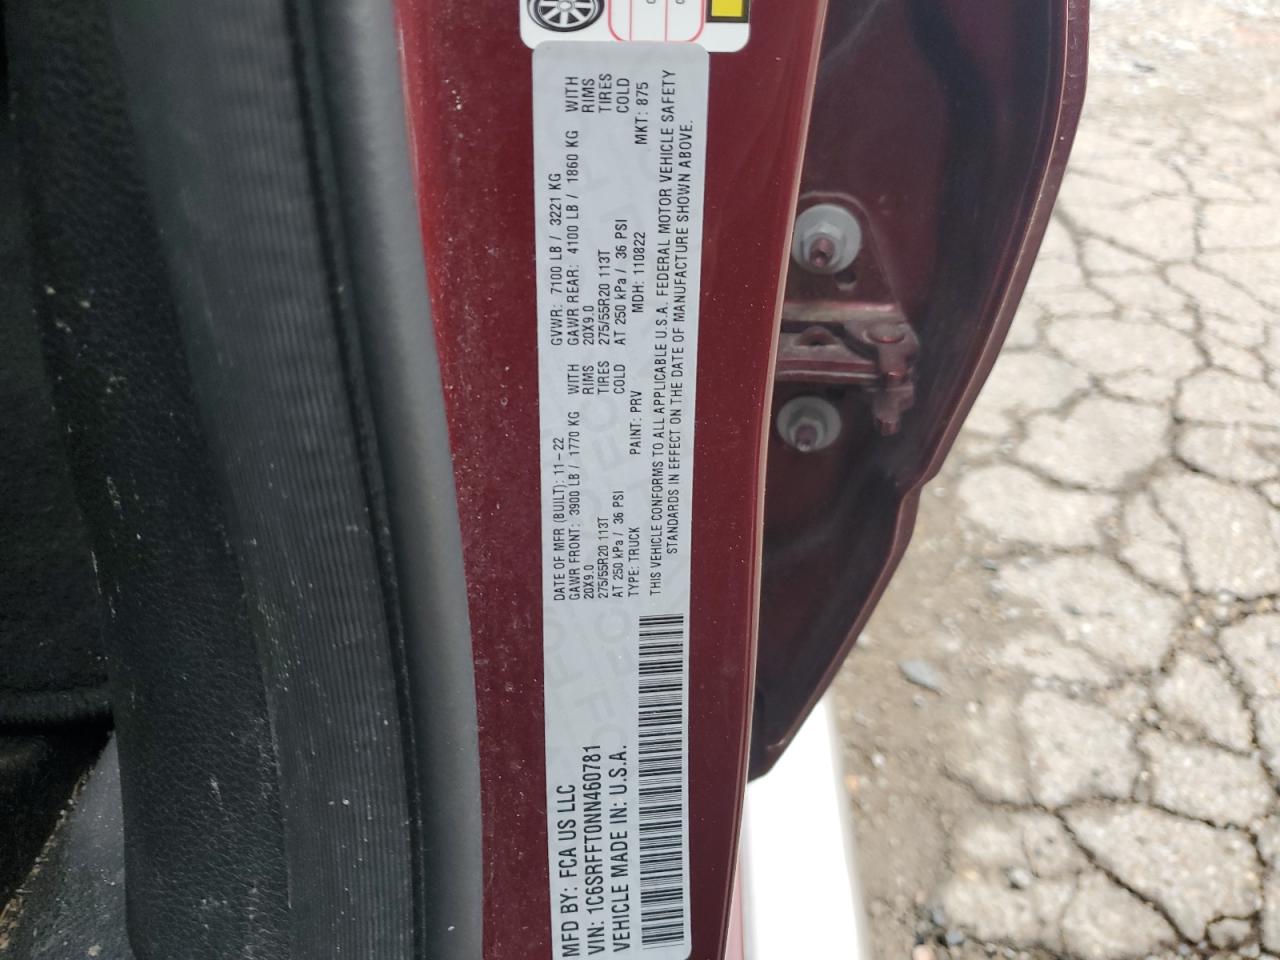 MFD BY: FCA US LLC
VIN: 1C6SRFFT0NN460781
VEHICLE MADE IN: U.S.A.
DATE OF MFR (BUILT): 11-22 GVWR: 7100 LB / 3221 KG
GAWR FRONT: 3900 LB / 1770 KG WITH GAWR REAR: 4100 LB / 1860 KG WITH
20X9.0 RIMS 20X9.0 RIMS
275/55R20 113T TIRES 275/55R20 113T TIRES
AT 250 kPa / 36 PSI COLD AT 250 kPa / 36 PSI COLD
TYPE: TRUCK PAINT: PRV MDH: 110822 MKT: 875
THIS VEHICLE CONFORMS TO ALL APPLICABLE U.S.A. FEDERAL MOTOR VEHICLE SAFETY
STANDARDS IN EFFECT ON THE DATE OF MANUFACTURE SHOWN ABOVE.